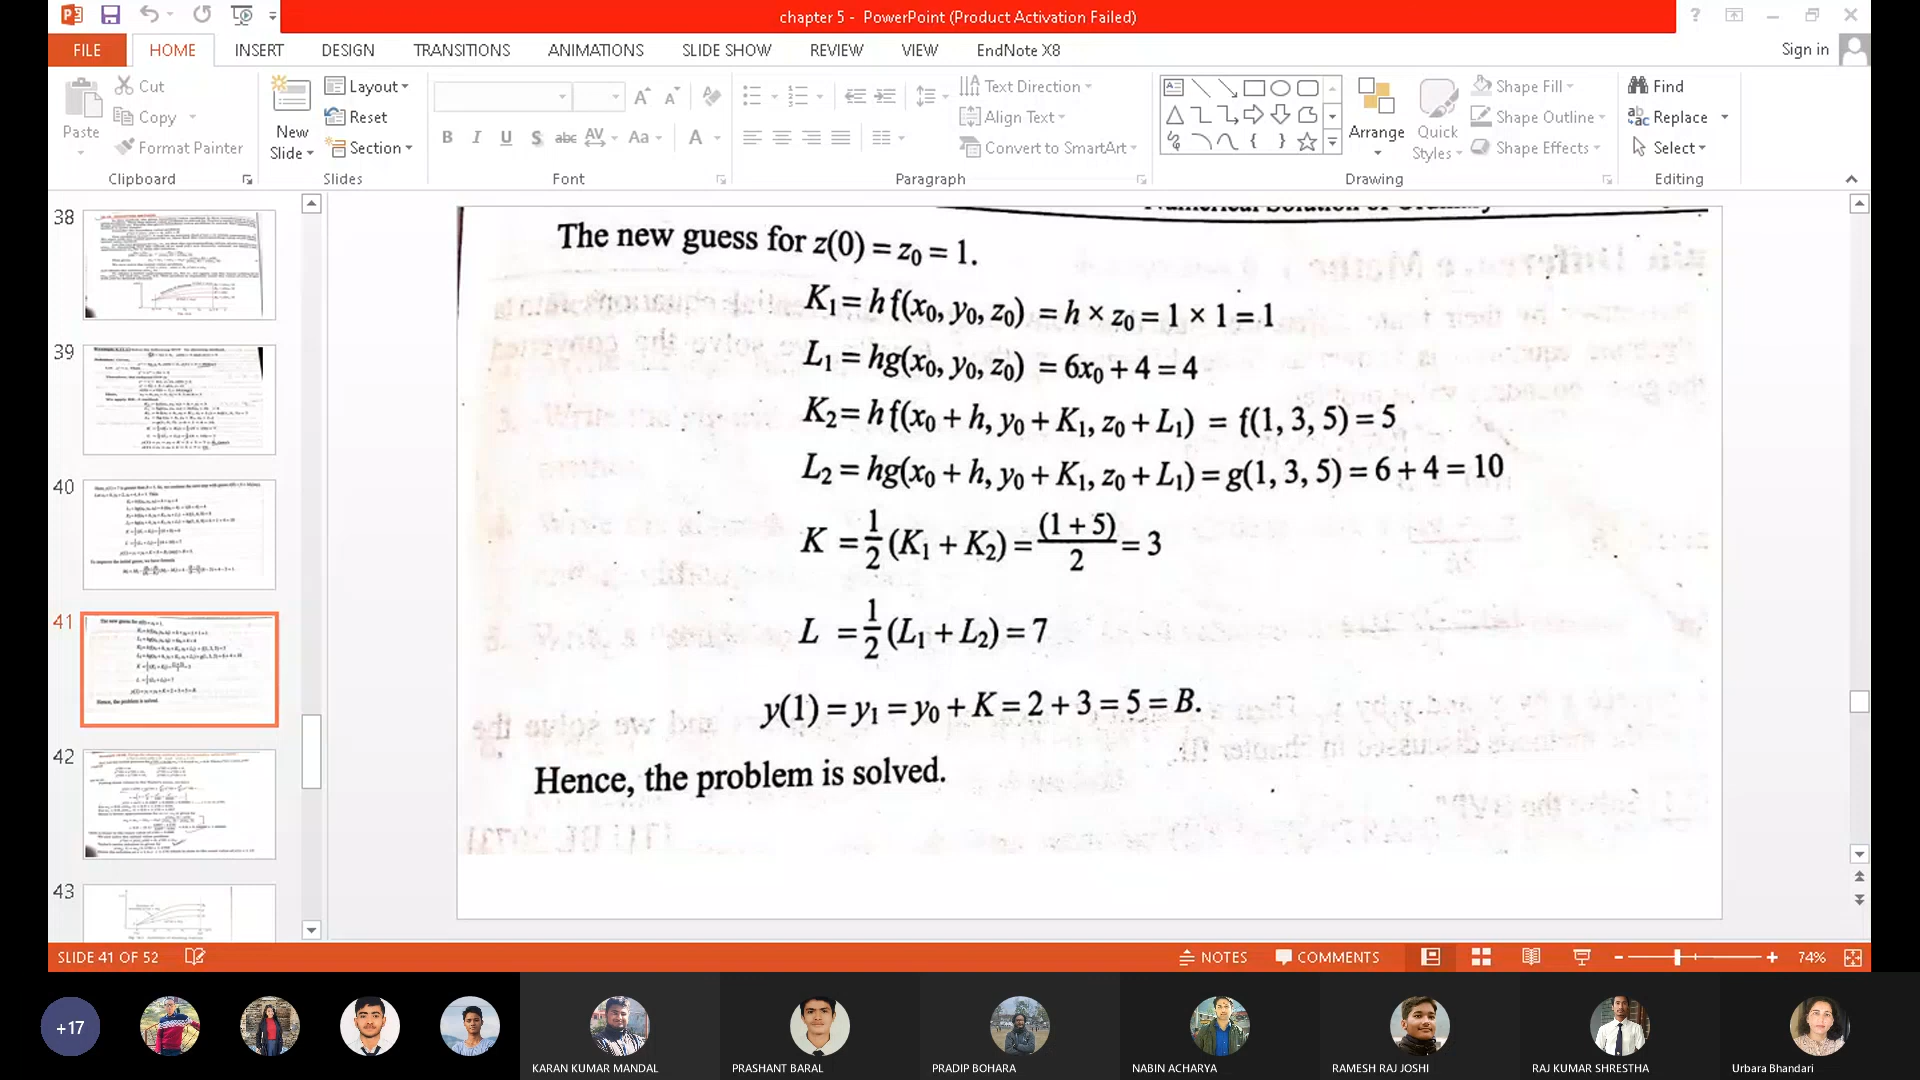 chapter 5 - PowerPoint (Product Activation Failed)
FILE HOME INSERT DESIGN TRANSITIONS ANIMATIONS SLIDE SHOW REVIEW VIEW EndNote X8 Sign in
Paste
Cut
Copy
Format Painter
Clipboard
New
Slide
Layout
Reset
Section
Slides
Font
Text Direction
Align Text
Convert to SmartArt
Paragraph
Arrange
Quick
Styles
Shape Fill
Shape Outline
Shape Effects
Drawing
Find
Replace
Select
Editing
38
39
40
41
42
43
The new guess for z(0) = z₀ = 1.
K₁ = h f(x₀, y₀, z₀) = h × z₀ = 1 × 1 = 1
L₁ = hg(x₀, y₀, z₀) = 6x₀ + 4 = 4
K₂ = h f(x₀ + h, y₀ + K₁, z₀ + L₁) = f(1, 3, 5) = 5
L₂ = hg(x₀ + h, y₀ + K₁, z₀ + L₁) = g(1, 3, 5) = 6 + 4 = 10
K = 1/2 (K₁ + K₂) = (1 + 5)/2 = 3
L = 1/2 (L₁ + L₂) = 7
y(1) = y₁ = y₀ + K = 2 + 3 = 5 = B.
Hence, the problem is solved.
SLIDE 41 OF 52 NOTES COMMENTS 74%
+17
KARAN KUMAR MANDAL PRASHANT BARAL PRADIP BOHARA NABIN ACHARYA RAMESH RAJ JOSHI RAJ KUMAR SHRESTHA Urbara Bhandari